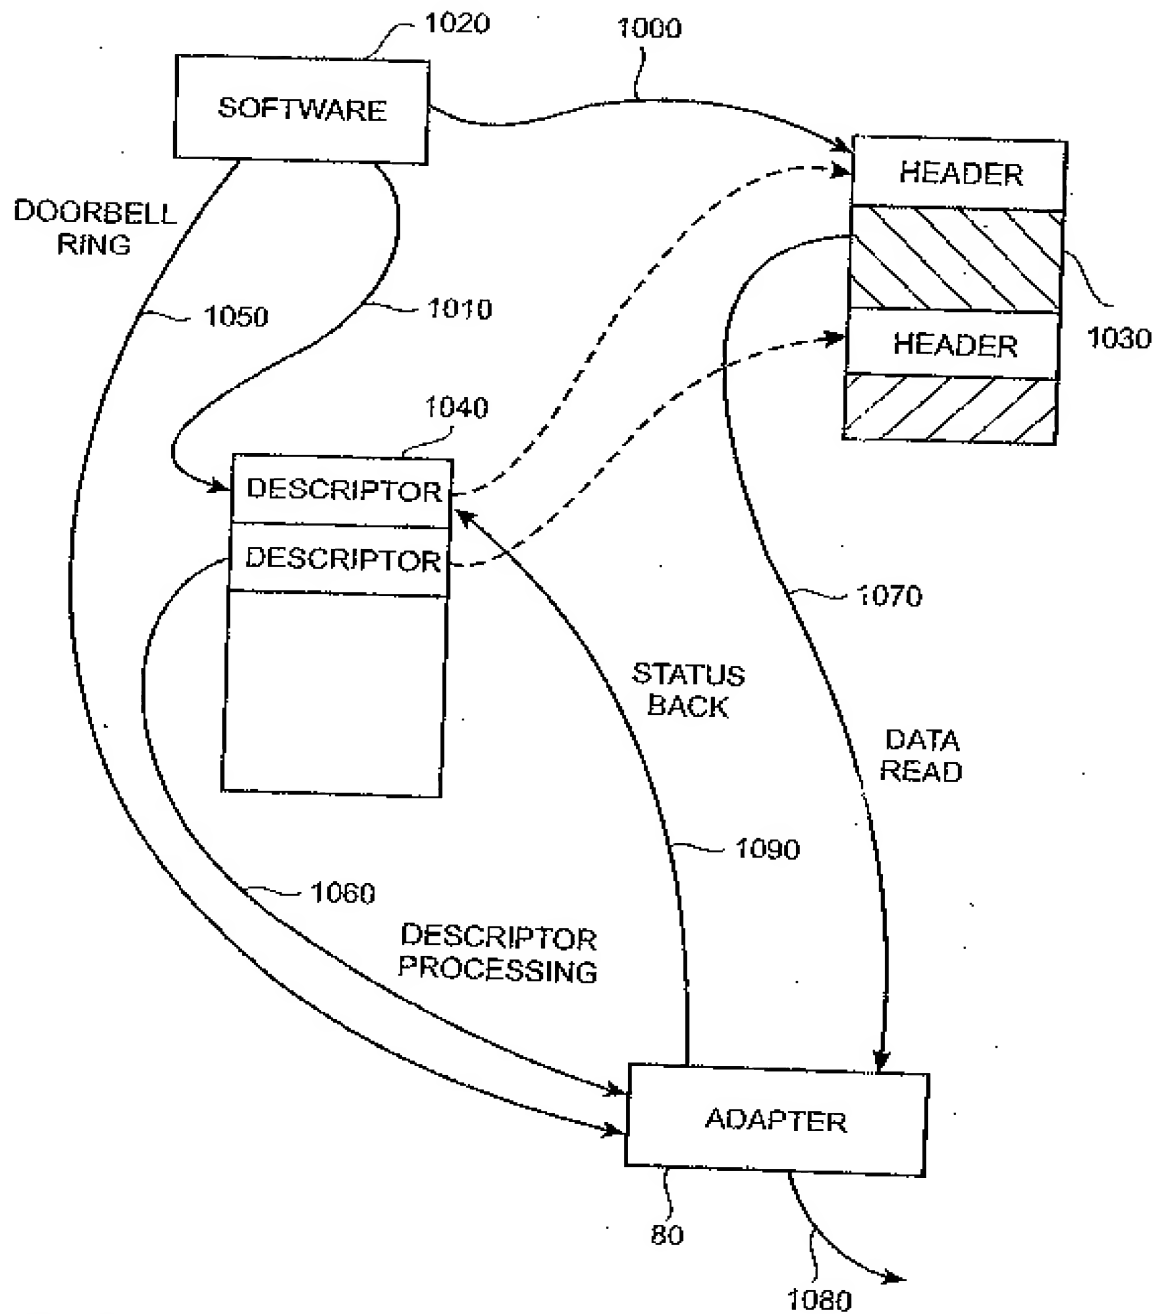 1020
1000
SOFTWARE
HEADER
DOORBELL
RING
1050
1010
1030
HEADER
1040
DESCRIPTOR
DESCRIPTOR
1070
STATUS
BACK
DATA
READ
1090
1060
DESCRIPTOR
PROCESSING
ADAPTER
80
1080